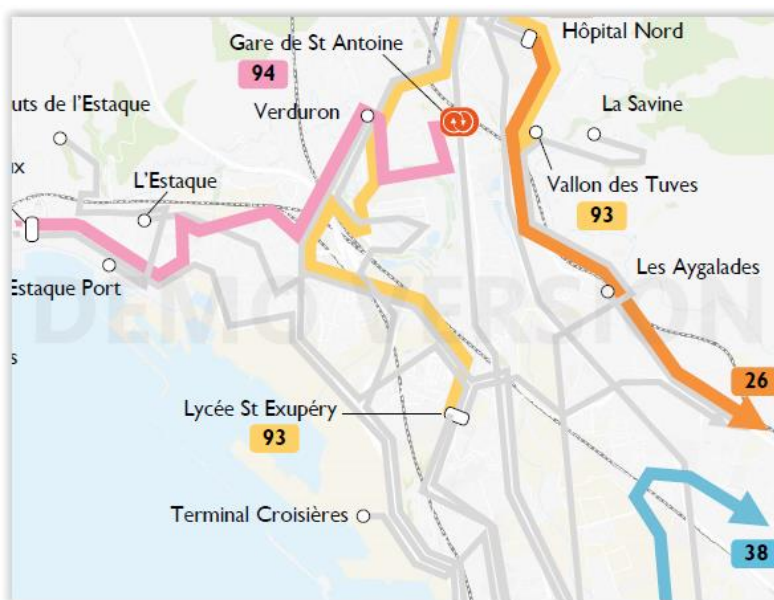 Gare de St Antoine
94
Hôpital Nord
uts de l'Estaque
Verduron
La Savine
ux
L'Estaque
Vallon des Tuves
93
Estaque Port
Les Aygalades
DEMO VERSION
s
26
Lycée St Exupéry
93
Terminal Croisières
38